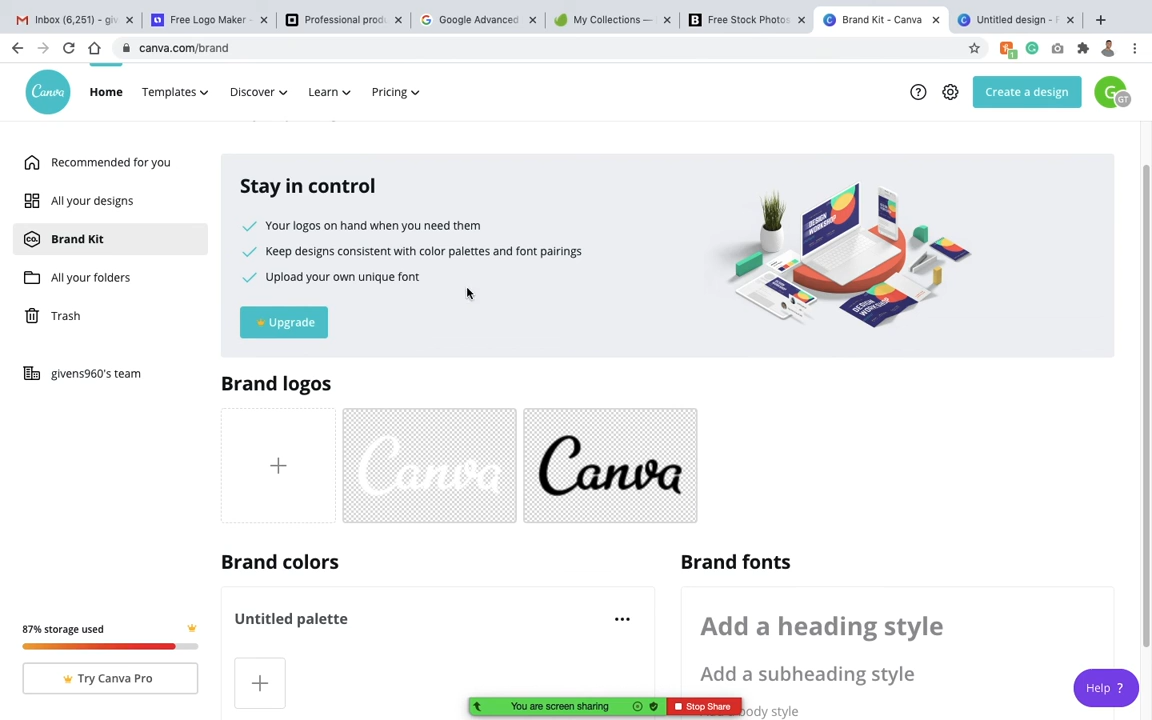 Inbox (6,251) - giv
Free Logo Maker -
Professional prod
Google Advanced
My Collections —
Free Stock Photos
Brand Kit - Canva
Untitled design - F
canva.com/brand
Canva
Home
Templates
Discover
Learn
Pricing
?
Create a design
G
GT
Recommended for you
All your designs
Brand Kit
All your folders
Trash
givens960's team
Stay in control
Your logos on hand when you need them
Keep designs consistent with color palettes and font pairings
Upload your own unique font
Upgrade
DESIGN WORKSHOP
Brand logos
Canva
Canva
Brand colors
Untitled palette
Brand fonts
Add a heading style
Add a subheading style
Add a body style
87% storage used
Try Canva Pro
You are screen sharing
Stop Share
Help ?